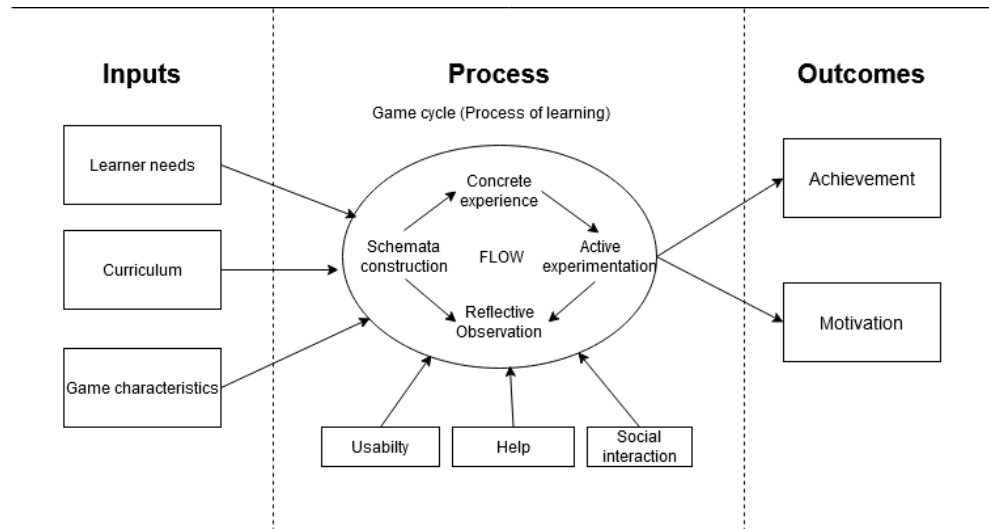 Inputs
Process
Outcomes
Game cycle (Process of learning)
Learner needs
Curriculum
Game characteristics
Concrete
experience
Schemata
construction
FLOW
Active
experimentation
Reflective
Observation
Usabilty
Help
Social
interaction
Achievement
Motivation